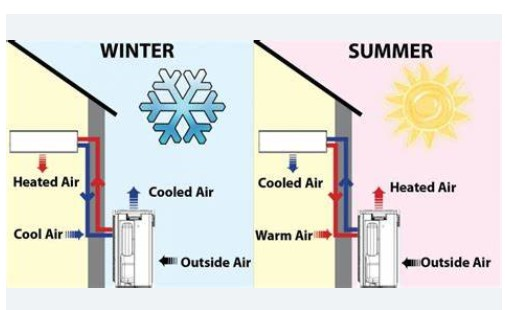 WINTER
Heated Air
Cooled Air
Cool Air
Outside Air
SUMMER
Cooled Air
Heated Air
Warm Air
Outside Air